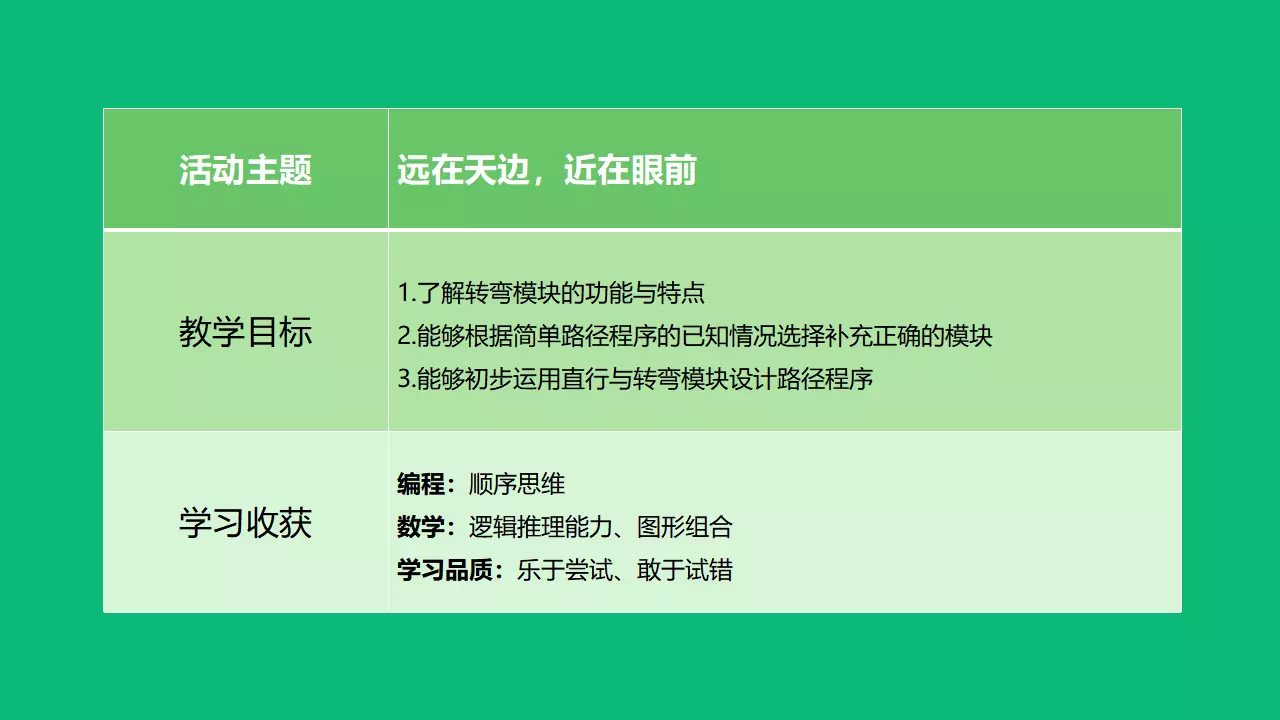 活动主题
远在天边，近在眼前
教学目标
1.了解转弯模块的功能与特点
2.能够根据简单路径程序的已知情况选择补充正确的模块
3.能够初步运用直行与转弯模块设计路径程序
学习收获
编程：顺序思维
数学：逻辑推理能力、图形组合
学习品质：乐于尝试、敢于试错